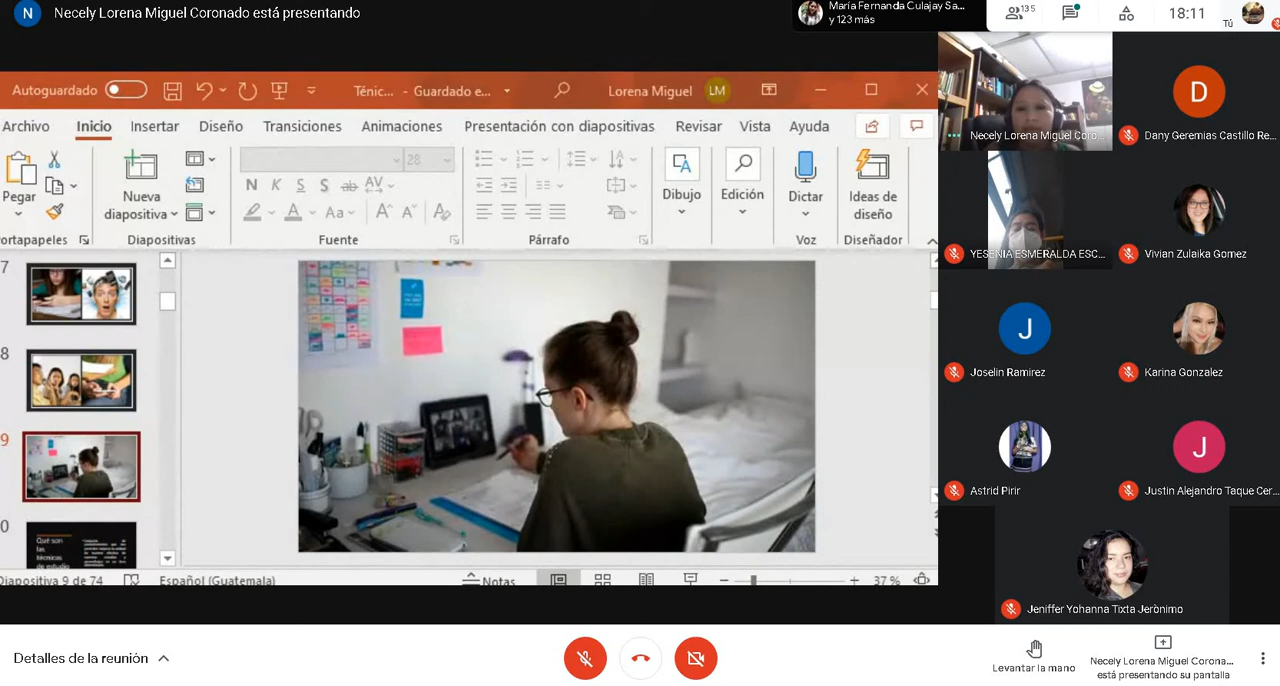 N Necely Lorena Miguel Coronado está presentando
María Fernanda Culajay Sa...
y 123 más
135
18:11
Tú
Autoguardado
Ténic... - Guardado e...
Lorena Miguel LM
Archivo Inicio Insertar Diseño Transiciones Animaciones Presentación con diapositivas Revisar Vista Ayuda
Pegar
Nueva
diapositiva
28
N K S S ab AV
A Aa A A A
Dibujo
Edición
Dictar
Ideas de
diseño
ortapapeles
Diapositivas
Fuente
Párrafo
Voz
Diseñador
7
8
9
0
Qué son
las
técnicas
de estudio
Diapositiva 9 de 74
Español (Guatemala)
Notas
37 %
Necely Lorena Miguel Coro...
D
Dany Geremias Castillo Re...
YESENIA ESMERALDA ESC...
Vivian Zulaika Gomez
J
Joselin Ramirez
Karina Gonzalez
Astrid Pirir
J
Justin Alejandro Taque Cer...
Jeniffer Yohanna Tixta Jerònimo
Detalles de la reunión
Levantar la mano
Necely Lorena Miguel Corona...
está presentando su pantalla